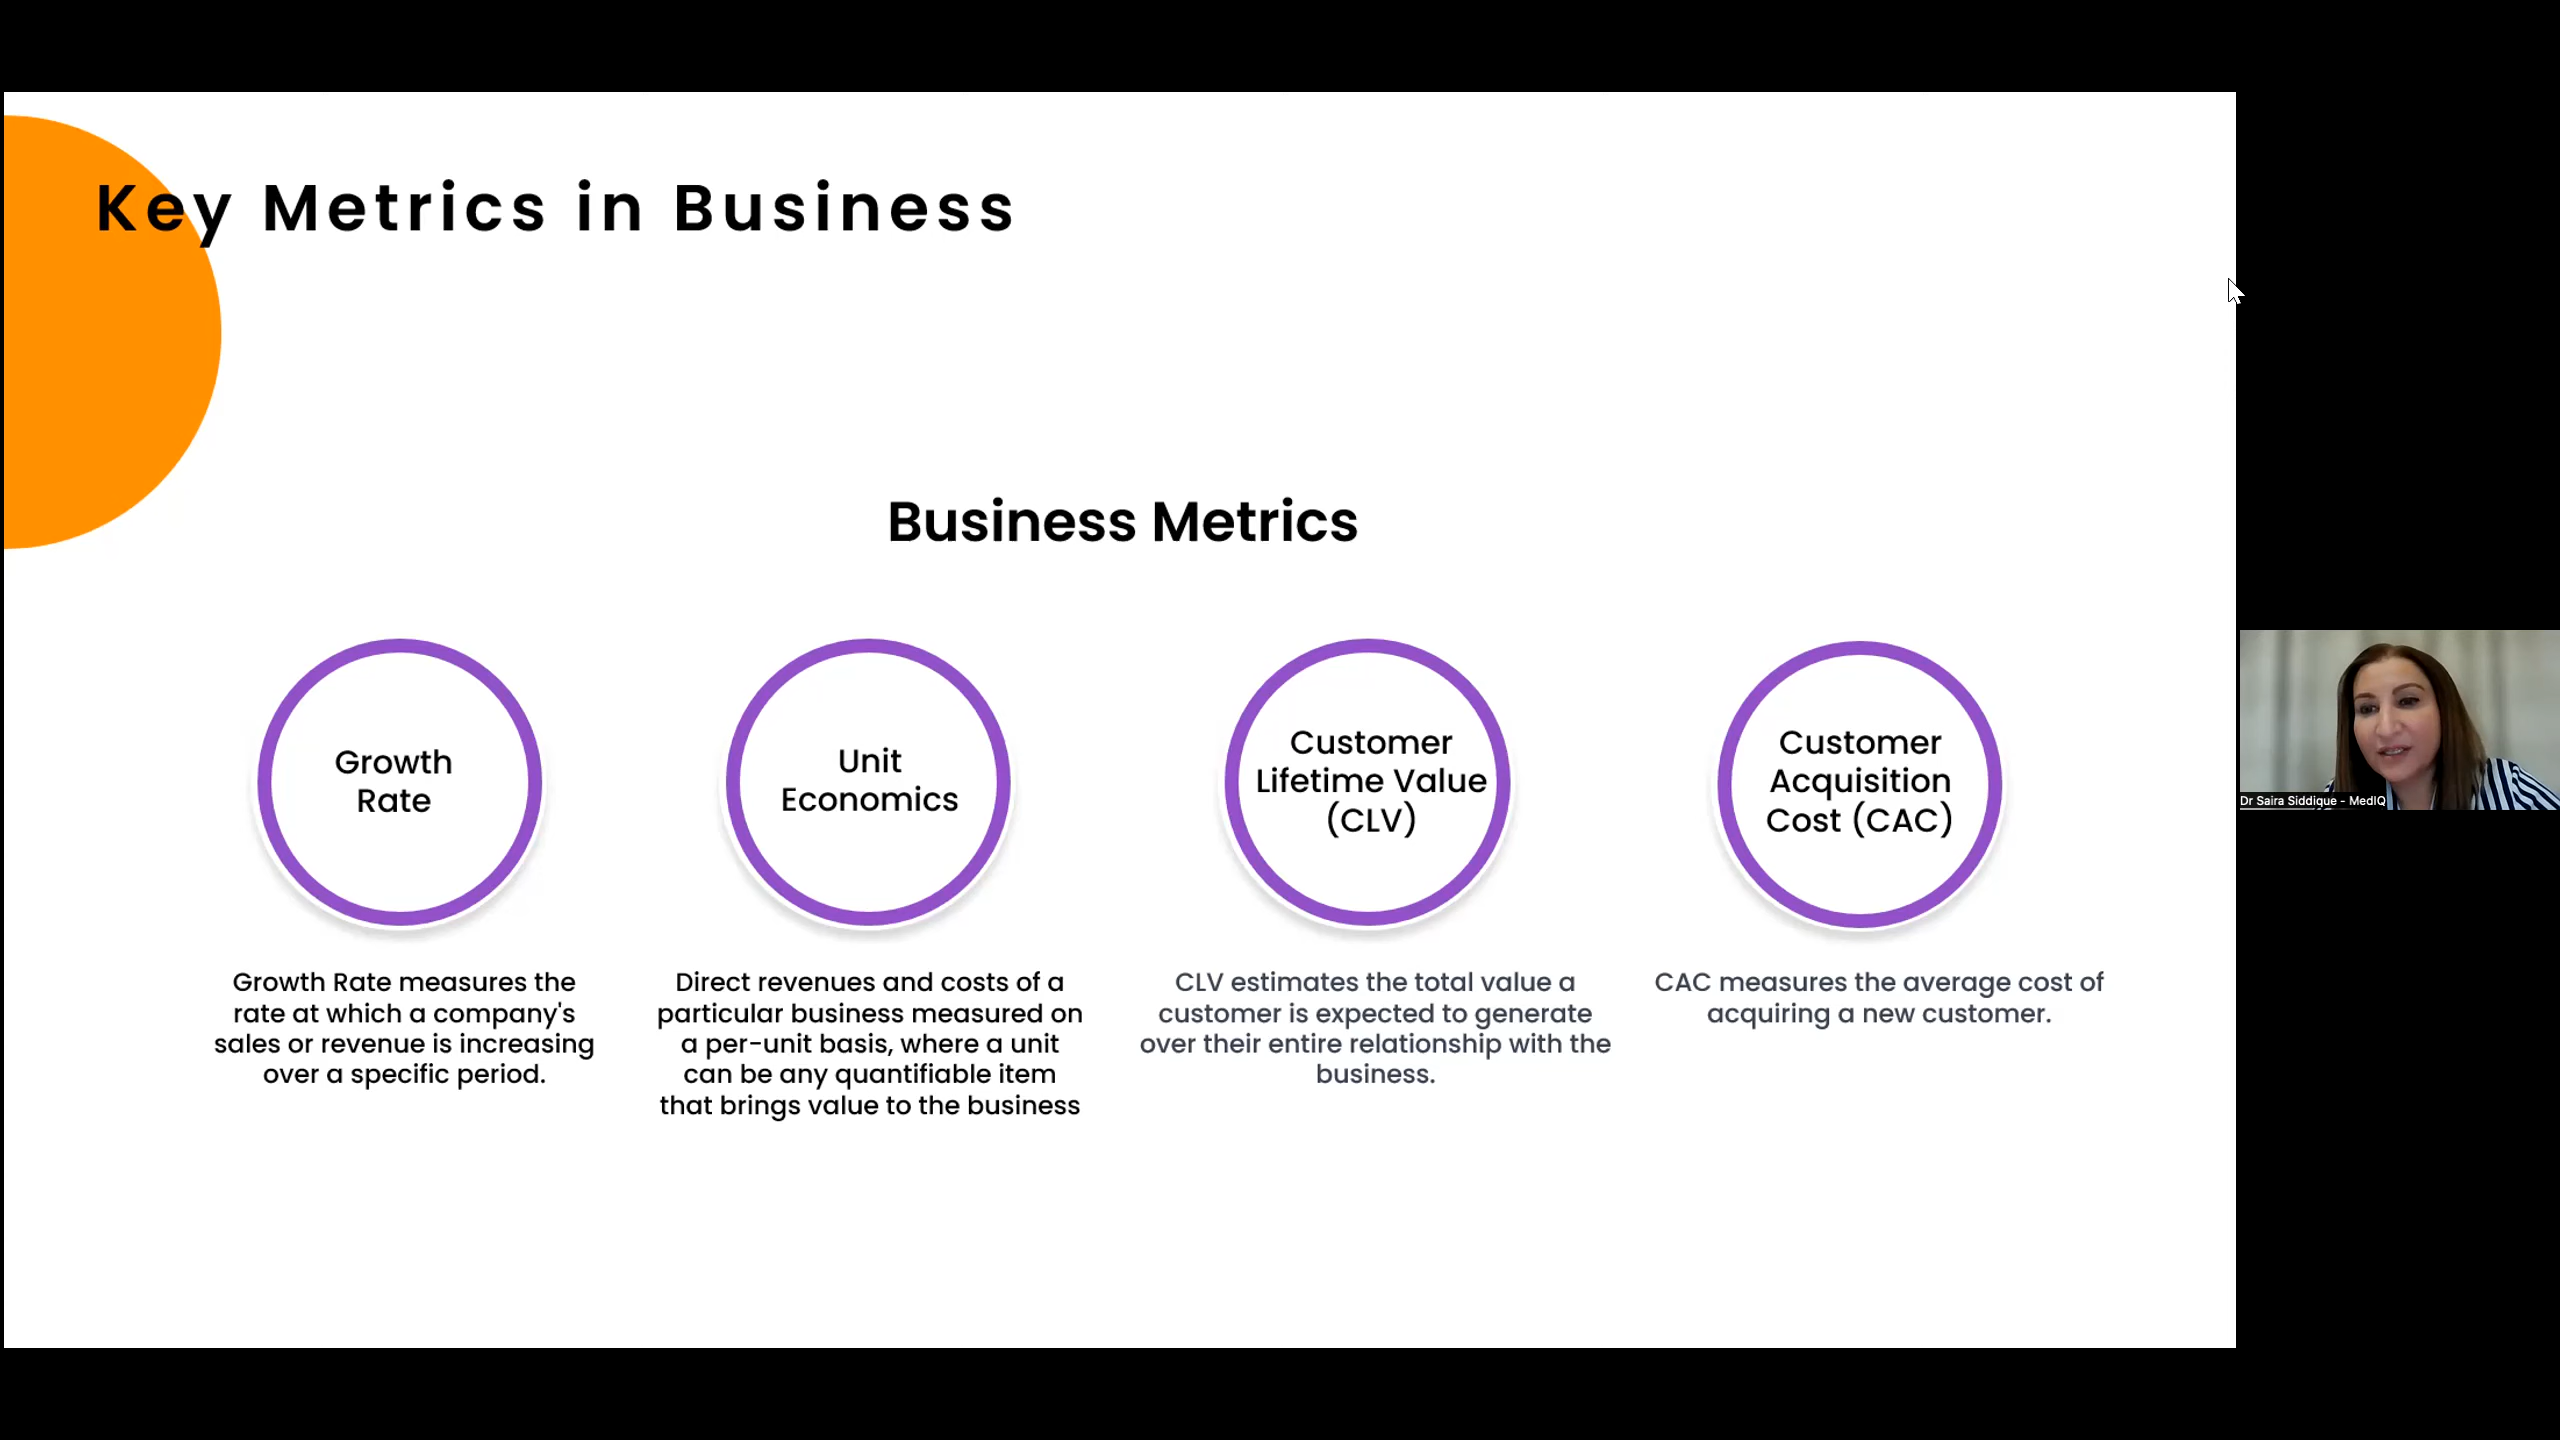 Key Metrics in Business
Business Metrics
Growth
Rate
Unit
Economics
Customer
Lifetime Value
(CLV)
Customer
Acquisition
Cost (CAC)
Growth Rate measures the
rate at which a company's
sales or revenue is increasing
over a specific period.
Direct revenues and costs of a
particular business measured on
a per-unit basis, where a unit
can be any quantifiable item
that brings value to the business
CLV estimates the total value a
customer is expected to generate
over their entire relationship with the
business.
CAC measures the average cost of
acquiring a new customer.
Dr Saira Siddique - MedIQ